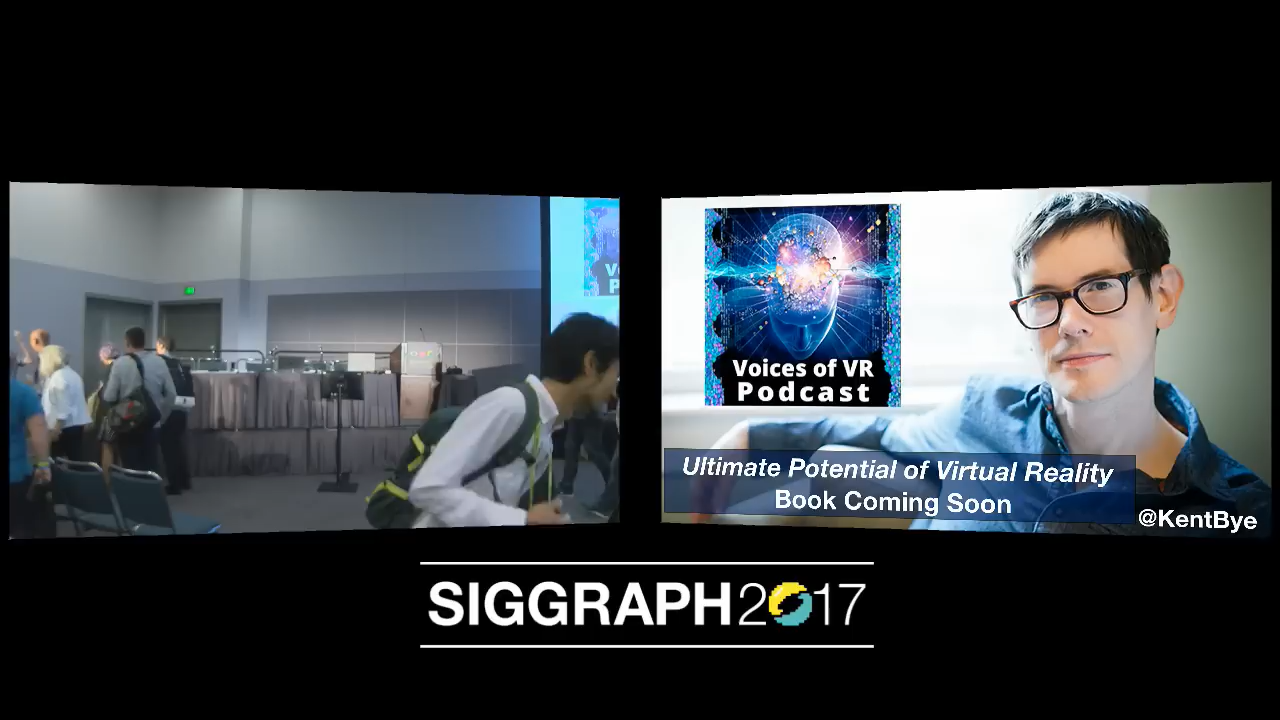 Voices of VR
Podcast
Ultimate Potential of Virtual Reality
Book Coming Soon
@KentBye
SIGGRAPH2017